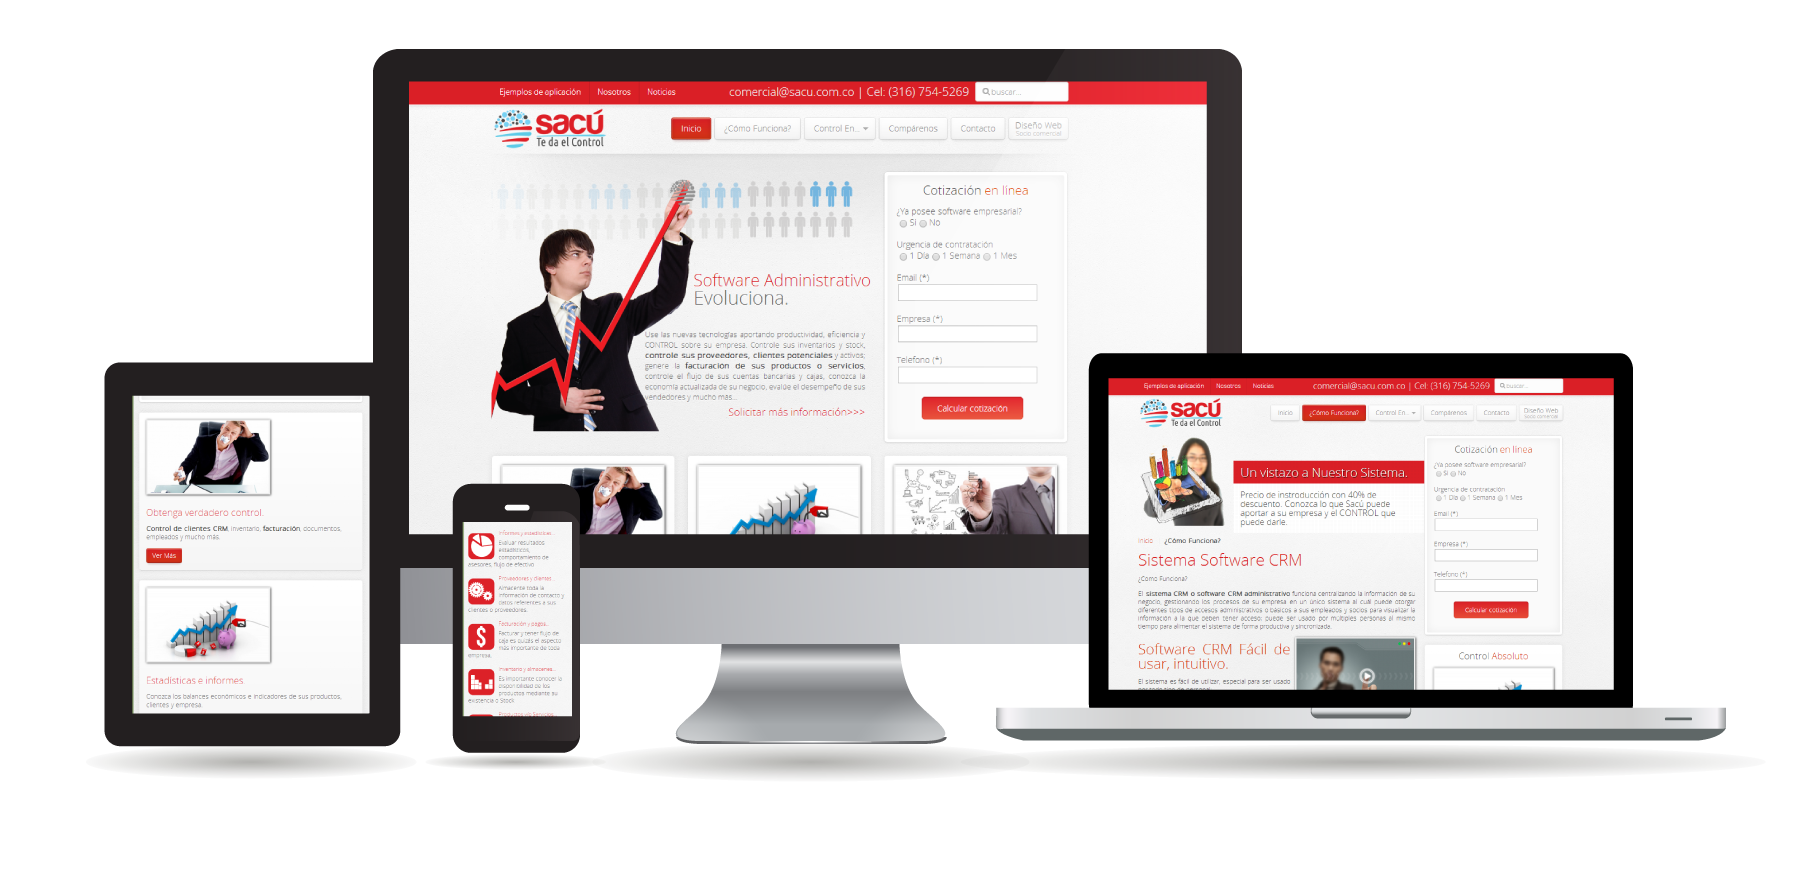 Ejemplos de aplicación Nosotros Noticias comercial@sacu.com.co | Cel: (316) 754-5269 buscar...
sacú
Te da el Control
Inicio ¿Cómo Funciona? Control En... Compárenos Contacto Diseño Web
Socio comercial
Software Administrativo
Evoluciona.
Use las nuevas tecnologías aportando productividad, eficiencia y
CONTROL sobre su empresa. Controle sus inventarios y stock,
controle sus proveedores, clientes potenciales y activos;
genere la facturación de sus productos o servicios,
controle el flujo de sus cuentas bancarias y cajas, conozca la
economía actualizada de su negocio, evalúe el desempeño de sus
vendedores y mucho mas...
Solicitar más información>>>
Cotización en linea
¿Ya posee software empresarial?
Si No
Urgencia de contratación
1 Día 1 Semana 1 Mes
Email (*)
Empresa (*)
Telefono (*)
Calcular cotización
Obtenga verdadero control.
Control de clientes CRM, inventario, facturación, documentos,
empleados y mucho más.
Ver Más
Estadisticas e informes
Conozca los balances económicos e indicadores de sus productos,
clientes y empresa.
Informes y estadísticas...
Evaluar resultados
estadísticos,
comportamiento de
asesores, flujo de efectivo
Proveedores y clientes...
Almacente toda la
información de contacto y
datos referentes a sus
clientes o proveedores.
Facturación y pagos...
Facturar y tener flujo de
caje es quizás el aspecto
más importante de toda
empresa.
Inventario y almacenes...
Es importante conocer la
disponibilidad de los
productos mediante su
existencia o Stock
Productos y/o Servicios...
Ejemplos de aplicación Nosotros Noticias comercial@sacu.com.co | Cel: (316) 754-5269 buscar...
sacú
Te da el Control
Inicio ¿Cómo Funciona? Control En... Compárenos Contacto Diseño Web
Socio comercial
Un vistazo a Nuestro Sistema.
Precio de instroducción con 40% de
descuento. Conozca lo que Sacú puede
aportar a su empresa y el CONTROL que
puede darle.
Inicio ¿Cómo Funciona?
Sistema Software CRM
¿Cómo Funciona?
El sistema CRM o software CRM administrativo funciona centralizando la información de su
negocio, gestionando los procesos de su empresa en un único sistema al cuál puede otorgar
diferentes tipos de accesos administrativos o básicos a sus empleados y socios para visualizar la
información a la que deben tener acceso; puede ser usado por múltiples personas al mismo
tiempo para alimentar el sistema de forma productiva y sincronizada.
Software CRM Fácil de
usar, intuitivo.
El sistema es fácil de utilizar, especial para ser usado
Cotización en linea
¿Ya posee software empresarial?
Si No
Urgencia de contratación
1 Día 1 Semana 1 Mes
Email (*)
Empresa (*)
Telefono (*)
Calcular cotización
Control Absoluto